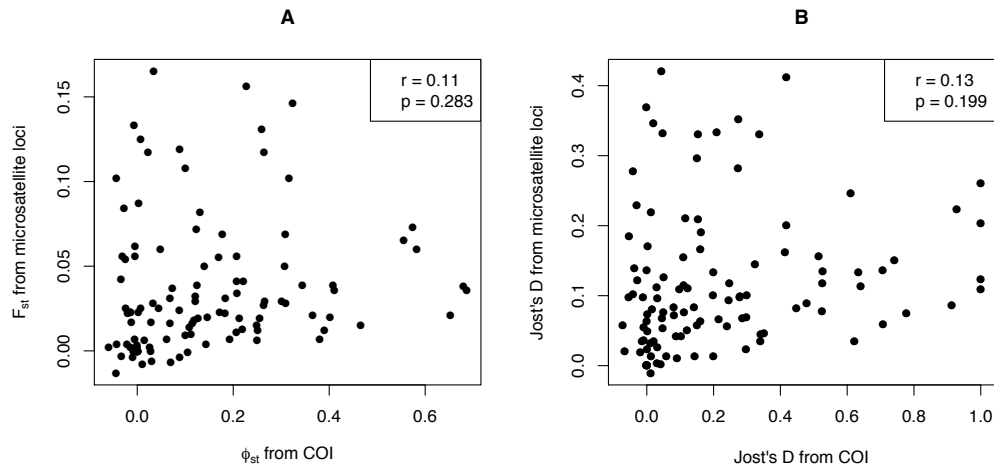 A
r = 0.11
p = 0.283
Fst from microsatellite loci
0.15
0.10
0.05
0.00
0.0 0.2 0.4 0.6
ϕst from COI
B
r = 0.13
p = 0.199
Jost's D from microsatellite loci
0.4
0.3
0.2
0.1
0.0
0.0 0.2 0.4 0.6 0.8 1.0
Jost's D from COI